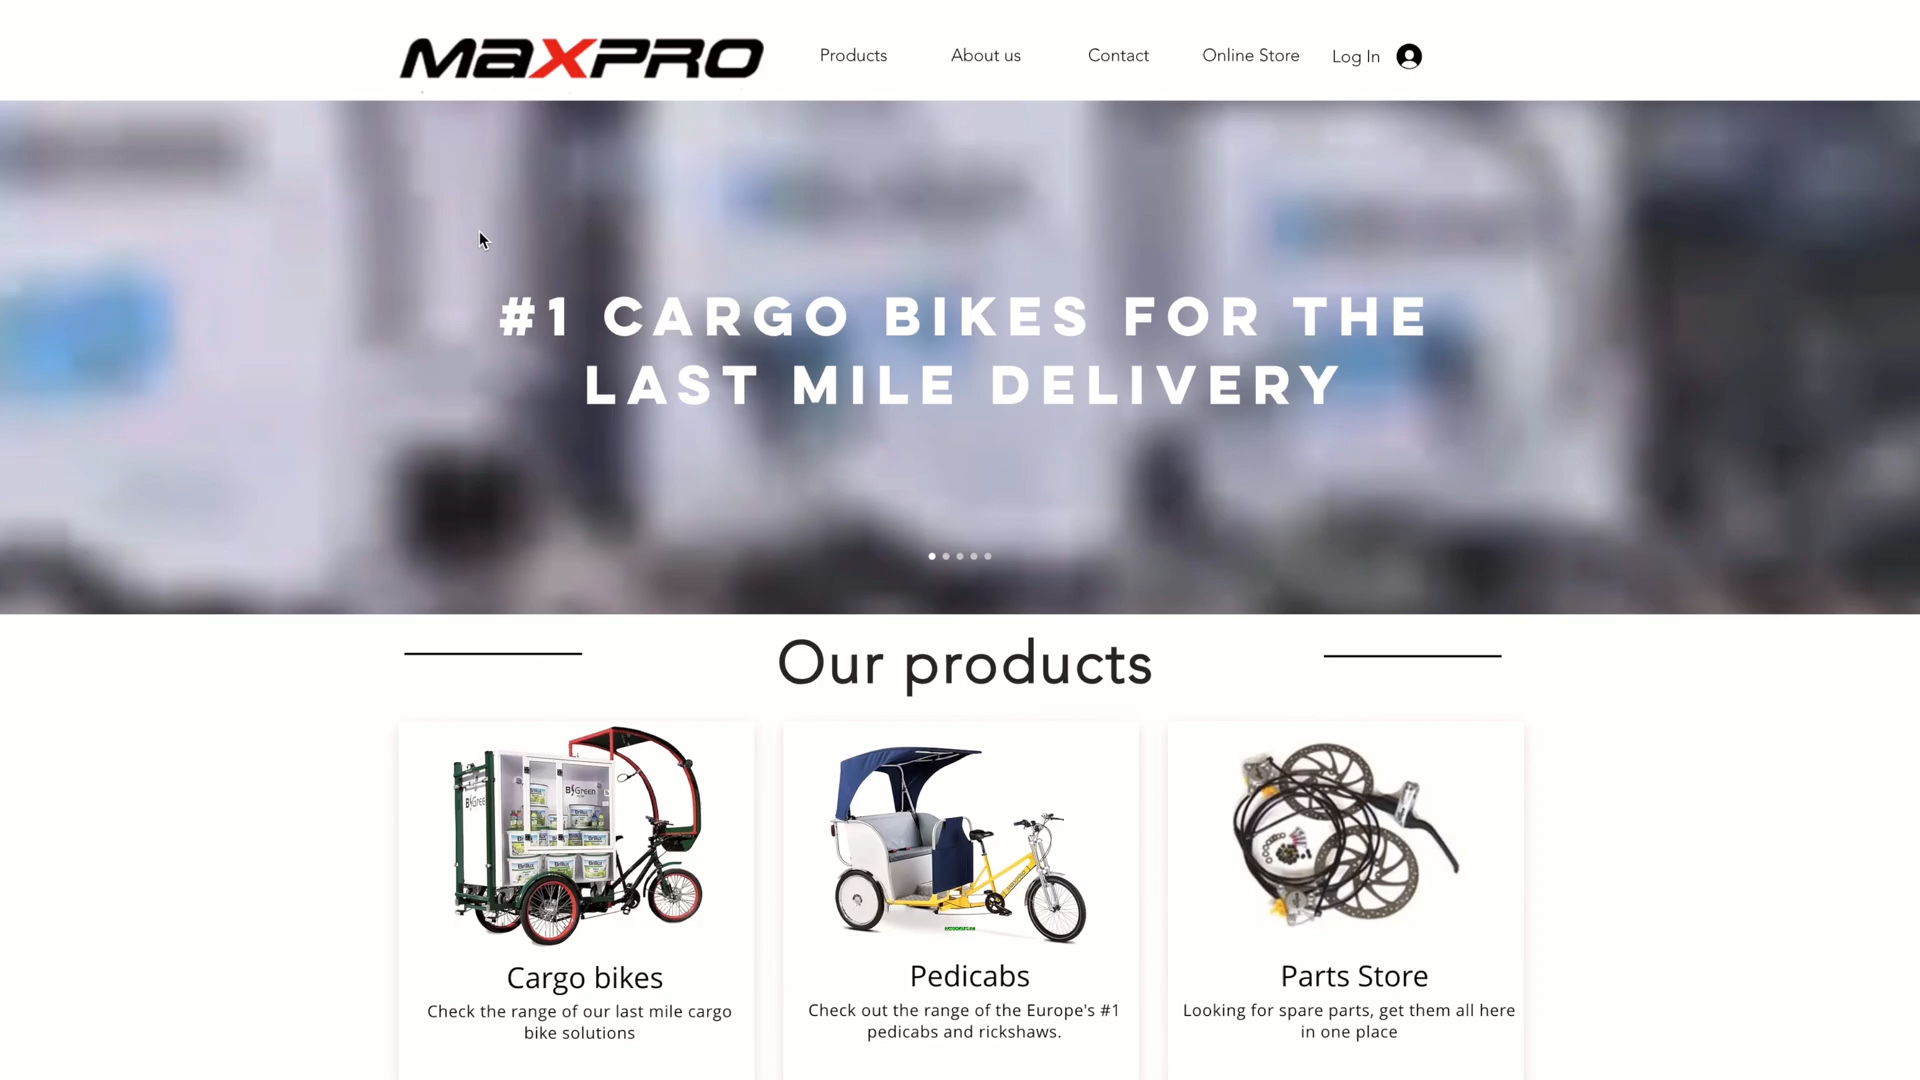 MAXPRO
Products
About us
Contact
Online Store
Log In
#1 CARGO BIKES FOR THE
LAST MILE DELIVERY
Our products
Cargo bikes
Check the range of our last mile cargo
bike solutions
Pedicabs
Check out the range of the Europe's #1
pedicabs and rickshaws.
Parts Store
Looking for spare parts, get them all here
in one place